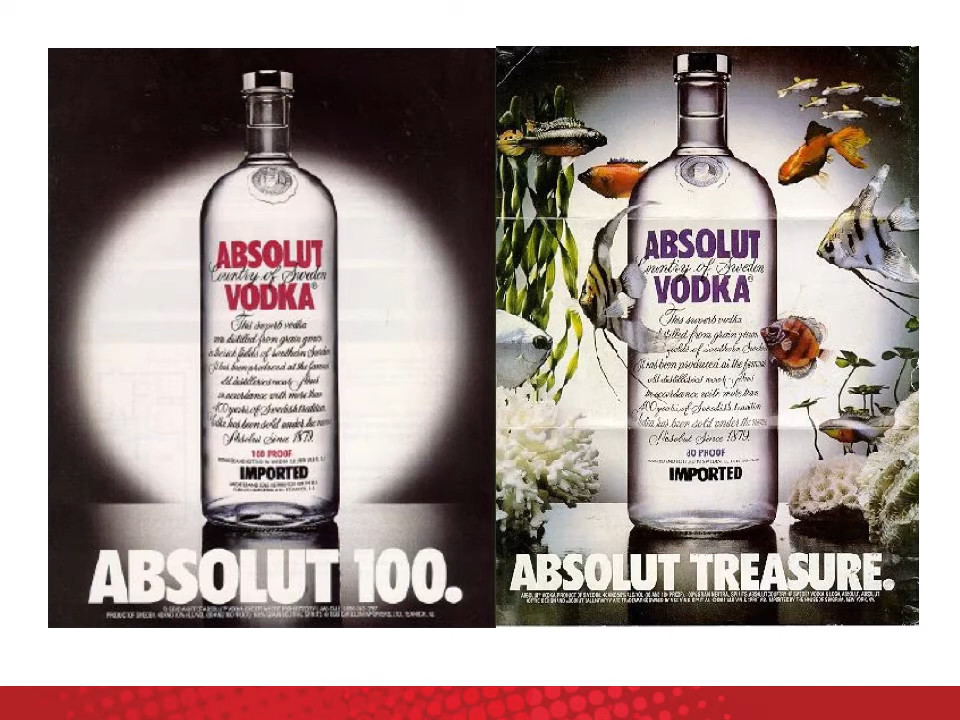 ABSOLUT
Country of Sweden
VODKA®
This superb vodka
was distilled from grain grown
in the rich fields of southern Sweden
It has been produced at the famous
old distilleries near Åhus
in accordance with more than
400 years of Swedish tradition
Vodka has been sold under the name
Absolut Since 1879.
100 PROOF
IMPORTED
ABSOLUT 100.
ABSOLUT
Country of Sweden
VODKA®
This superb vodka
distilled from grain grown
fields of southern Sweden
It has been produced at the famous
old distilleries near Åhus
in accordance with more than
400 years of Swedish tradition
Vodka has been sold under the name
Absolut Since 1879.
80 PROOF
IMPORTED
ABSOLUT TREASURE.